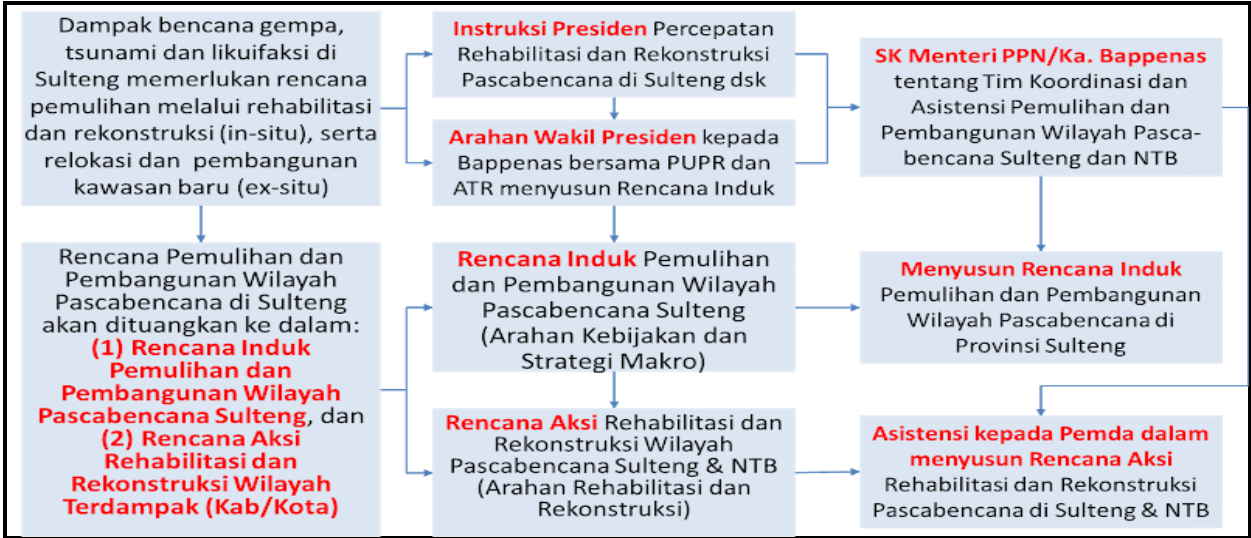 Dampak bencana gempa,
tsunami dan likuifaksi di
Sulteng memerlukan rencana
pemulihan melalui rehabilitasi
dan rekonstruksi (in-situ), serta
relokasi dan pembangunan
kawasan baru (ex-situ)
Instruksi Presiden Percepatan
Rehabilitasi dan Rekonstruksi
Pascabencana di Sulteng dsk
Arahan Wakil Presiden kepada
Bappenas bersama PUPR dan
ATR menyusun Rencana Induk
SK Menteri PPN/Ka. Bappenas
tentang Tim Koordinasi dan
Asistensi Pemulihan dan
Pembangunan Wilayah Pasca-
bencana Sulteng dan NTB
Rencana Pemulihan dan
Pembangunan Wilayah
Pascabencana di Sulteng
akan dituangkan ke dalam:
(1) Rencana Induk
Pemulihan dan
Pembangunan Wilayah
Pascabencana Sulteng, dan
(2) Rencana Aksi
Rehabilitasi dan
Rekonstruksi Wilayah
Terdampak (Kab/Kota)
Rencana Induk Pemulihan
dan Pembangunan Wilayah
Pascabencana Sulteng
(Arahan Kebijakan dan
Strategi Makro)
Menyusun Rencana Induk
Pemulihan dan Pembangunan
Wilayah Pascabencana di
Provinsi Sulteng
Rencana Aksi Rehabilitasi dan
Rekonstruksi Wilayah
Pascabencana Sulteng & NTB
(Arahan Rehabilitasi dan
Rekonstruksi)
Asistensi kepada Pemda dalam
menyusun Rencana Aksi
Rehabilitasi dan Rekonstruksi
Pascabencana di Sulteng & NTB